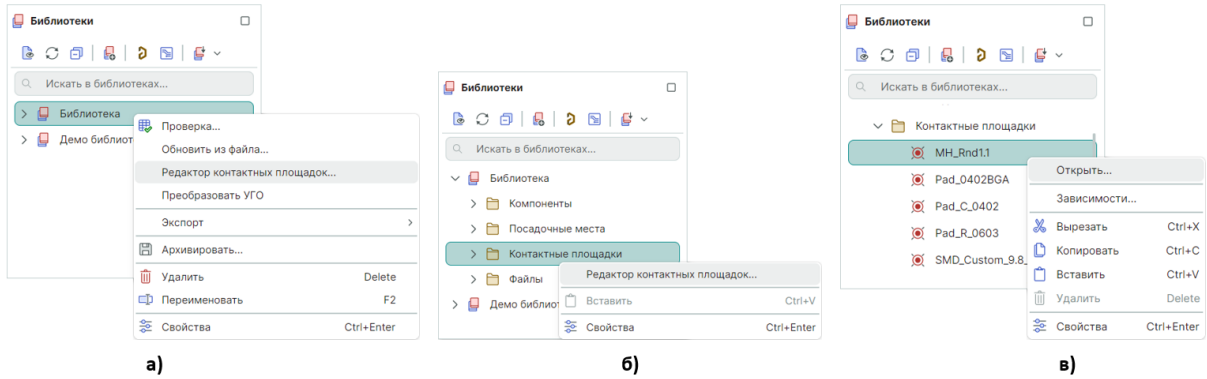 Библиотеки
Искать в библиотеках...
Библиотека
Демо библиот
Проверка...
Обновить из файла...
Редактор контактных площадок...
Преобразовать УГО
Экспорт
Архивировать...
Удалить Delete
Переименовать F2
Свойства Ctrl+Enter
а)
Библиотеки
Искать в библиотеках...
Библиотека
Компоненты
Посадочные места
Контактные площадки
Файлы
Демо библиот
Редактор контактных площадок...
Вставить Ctrl+V
Свойства Ctrl+Enter
б)
Библиотеки
Искать в библиотеках...
Контактные площадки
MH_Rnd1.1
Pad_0402BGA
Pad_C_0402
Pad_R_0603
SMD_Custom_9.8_
Открыть...
Зависимости...
Вырезать Ctrl+X
Копировать Ctrl+C
Вставить Ctrl+V
Удалить Delete
Свойства Ctrl+Enter
в)